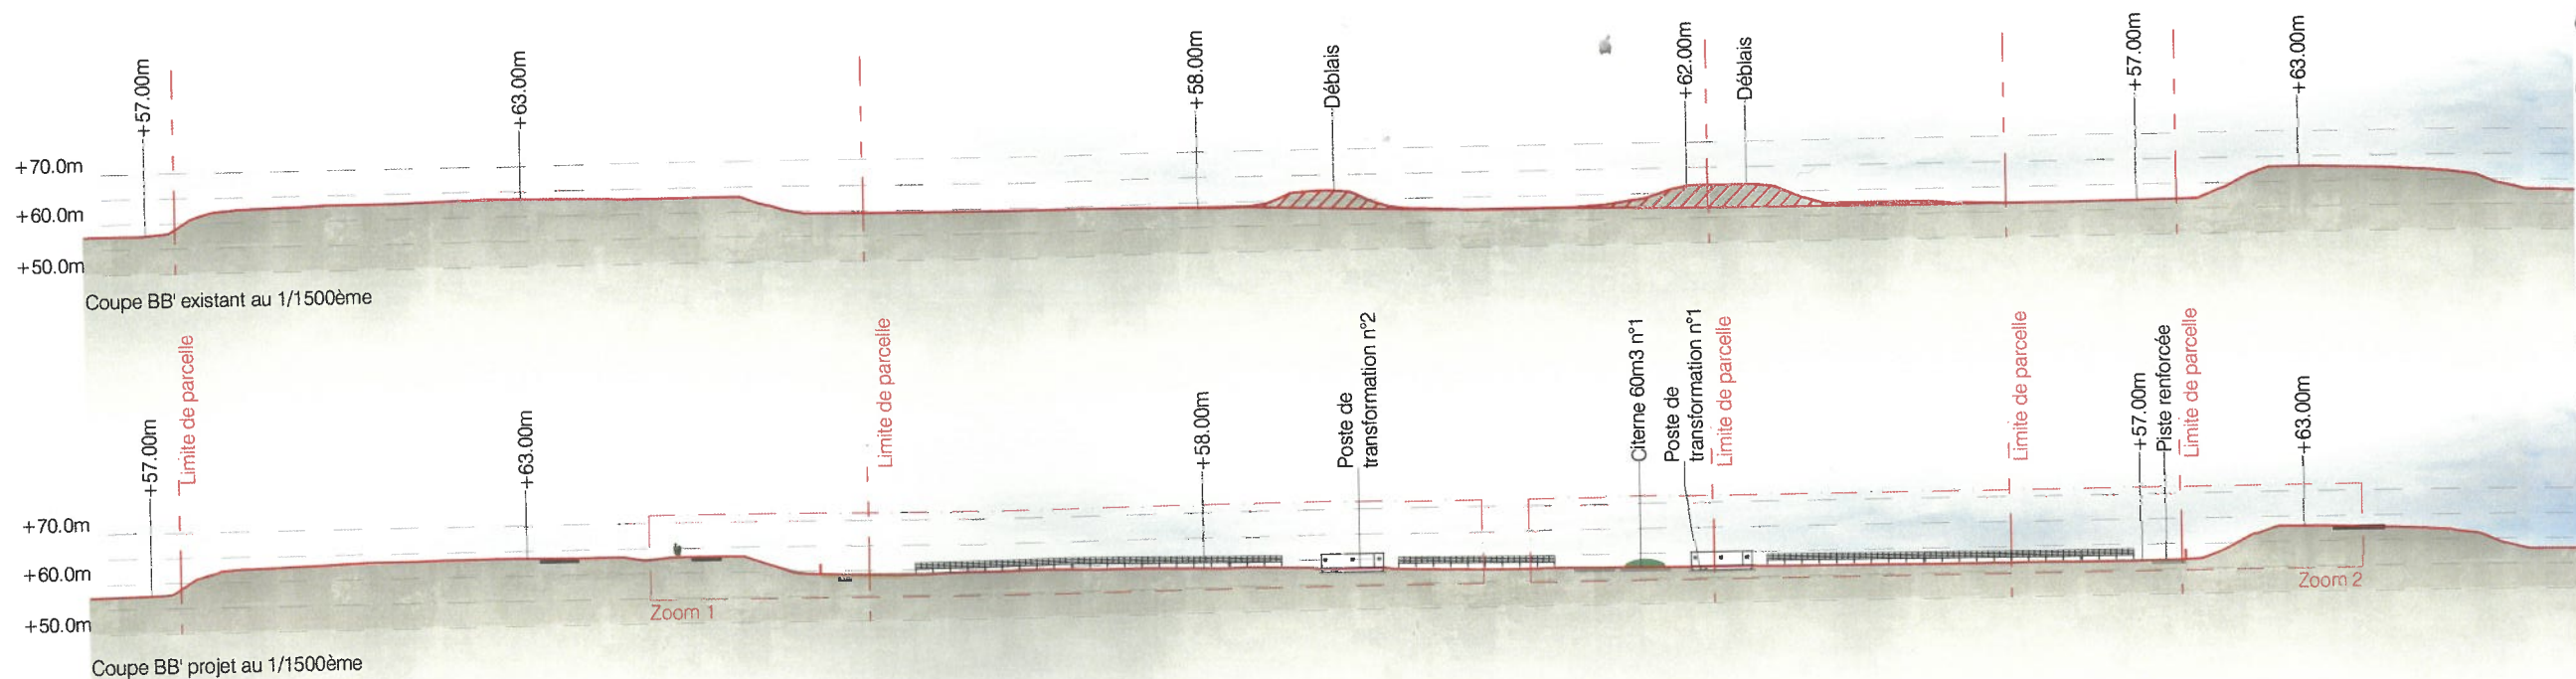 +57.00m
+63.00m
+58.00m
Déblais
+62.00m
Déblais
+57.00m
+63.00m
+70.0m
+60.0m
+50.0m
Coupe BB' existant au 1/1500ème
+57.00m
Limite de parcelle
+63.00m
Limite de parcelle
+58.00m
Poste de
transformation n°2
Citerne 60m3 n°1
Poste de
transformation n°1
Limite de parcelle
Limite de parcelle
+57.00m
Piste renforcée
Limite de parcelle
+63.00m
+70.0m
+60.0m
+50.0m
Zoom 1
Zoom 2
Coupe BB' projet au 1/1500ème